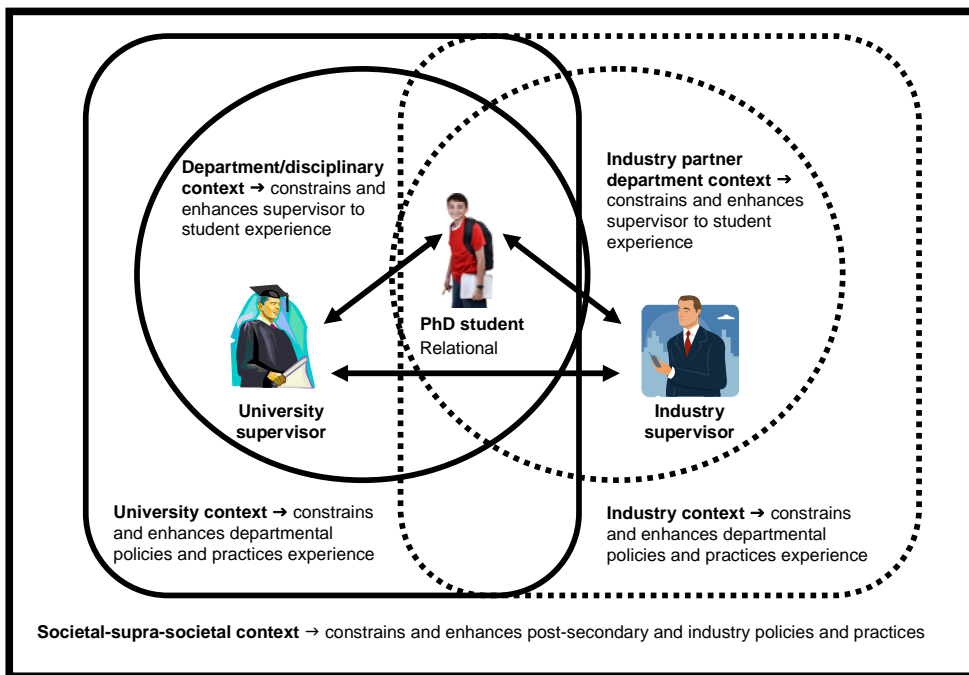 Department/disciplinary
context → constrains and
enhances supervisor to
student experience
Industry partner
department context →
constrains and enhances
supervisor to student
experience
PhD student
Relational
University
supervisor
Industry
supervisor
University context → constrains
and enhances departmental
policies and practices experience
Industry context → constrains
and enhances departmental
policies and practices experience
Societal-supra-societal context → constrains and enhances post-secondary and industry policies and practices